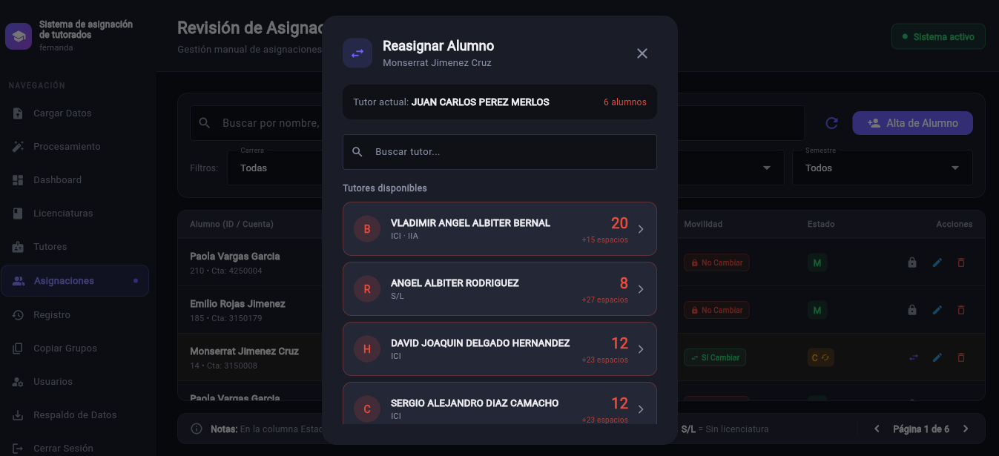 Sistema de asignación
de tutorados
fernanda
NAVEGACIÓN
Cargar Datos
Procesamiento
Dashboard
Licenciaturas
Tutores
Asignaciones
Registro
Copiar Grupos
Usuarios
Respaldo de Datos
Cerrar Sesión
Revisión de Asignac
Gestión manual de asignaciones
Sistema activo
Buscar por nombre,
Alta de Alumno
Filtros:
Carrera
Todas
Semestre
Todos
Alumno (ID / Cuenta)
Movilidad
Estado
Acciones
Paola Vargas Garcia
210 • Cta: 4250004
No Cambiar
M
Emilio Rojas Jimenez
185 • Cta: 3150179
No Cambiar
M
Monserrat Jimenez Cruz
14 • Cta: 3150008
Sí Cambiar
C
Paola Vargas Garcia
Notas: En la columna Estad
S/L = Sin licenciatura
Página 1 de 6
Reasignar Alumno
Monserrat Jimenez Cruz
Tutor actual: JUAN CARLOS PEREZ MERLOS
6 alumnos
Buscar tutor...
Tutores disponibles
B
VLADIMIR ANGEL ALBITER BERNAL
ICI · IIA
20
+15 espacios
R
ANGEL ALBITER RODRIGUEZ
S/L
8
+27 espacios
H
DAVID JOAQUIN DELGADO HERNANDEZ
ICI
12
+23 espacios
C
SERGIO ALEJANDRO DIAZ CAMACHO
ICI
12
+23 espacios